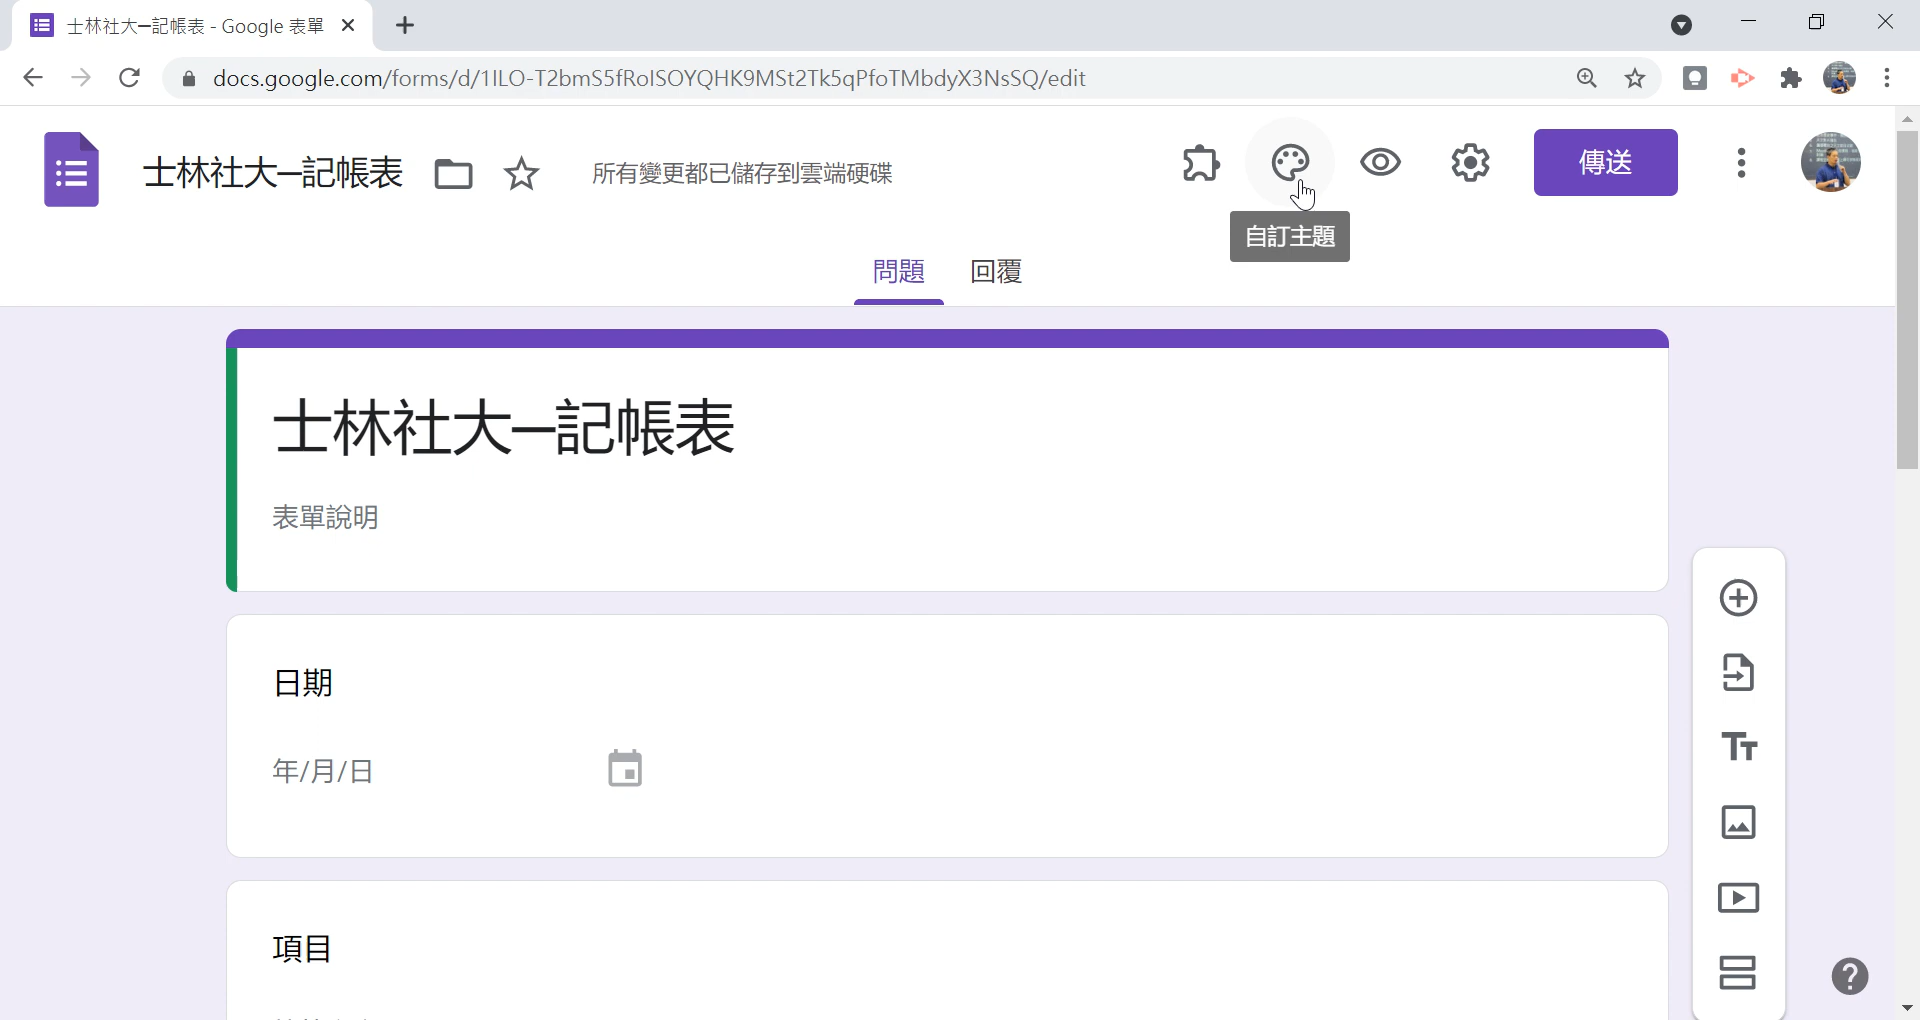 士林社大─記帳表 - Google 表單
docs.google.com/forms/d/1ILO-T2bmS5fRoISOYQHK9MSt2Tk5qPfoTMbdyX3NsSQ/edit
士林社大─記帳表
所有變更都已儲存到雲端硬碟
傳送
自訂主題
問題
回覆
士林社大─記帳表
表單說明
日期
年/月/日
項目